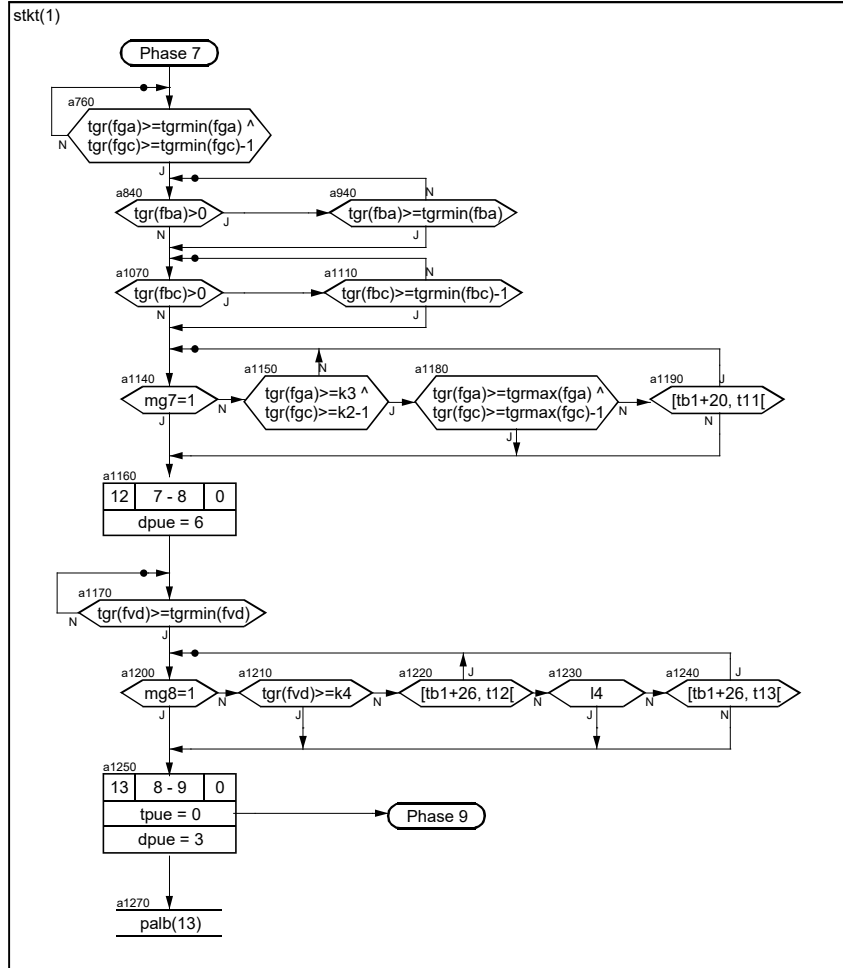 stkt(1)
Phase 7
a760
tgr(fga)>=tgrmin(fga) ^
tgr(fgc)>=tgrmin(fgc)-1
N
J
a840
tgr(fba)>0
J
N
a940
N
tgr(fba)>=tgrmin(fba)
J
a1070
tgr(fbc)>0
J
N
a1110
N
tgr(fbc)>=tgrmin(fbc)-1
J
a1140
mg7=1
N
J
a1150
N
tgr(fga)>=k3 ^
tgr(fgc)>=k2-1
J
a1180
tgr(fga)>=tgrmax(fga) ^
tgr(fgc)>=tgrmax(fgc)-1
N
J
a1190
J
[tb1+20, t11[
N
a1160
12 7 - 8 0
dpue = 6
a1170
tgr(fvd)>=tgrmin(fvd)
N
J
a1200
mg8=1
N
J
a1210
tgr(fvd)>=k4
N
J
a1220
J
[tb1+26, t12[
N
a1230
l4
N
J
a1240
J
[tb1+26, t13[
N
a1250
13 8 - 9 0
tpue = 0
Phase 9
dpue = 3
a1270
palb(13)